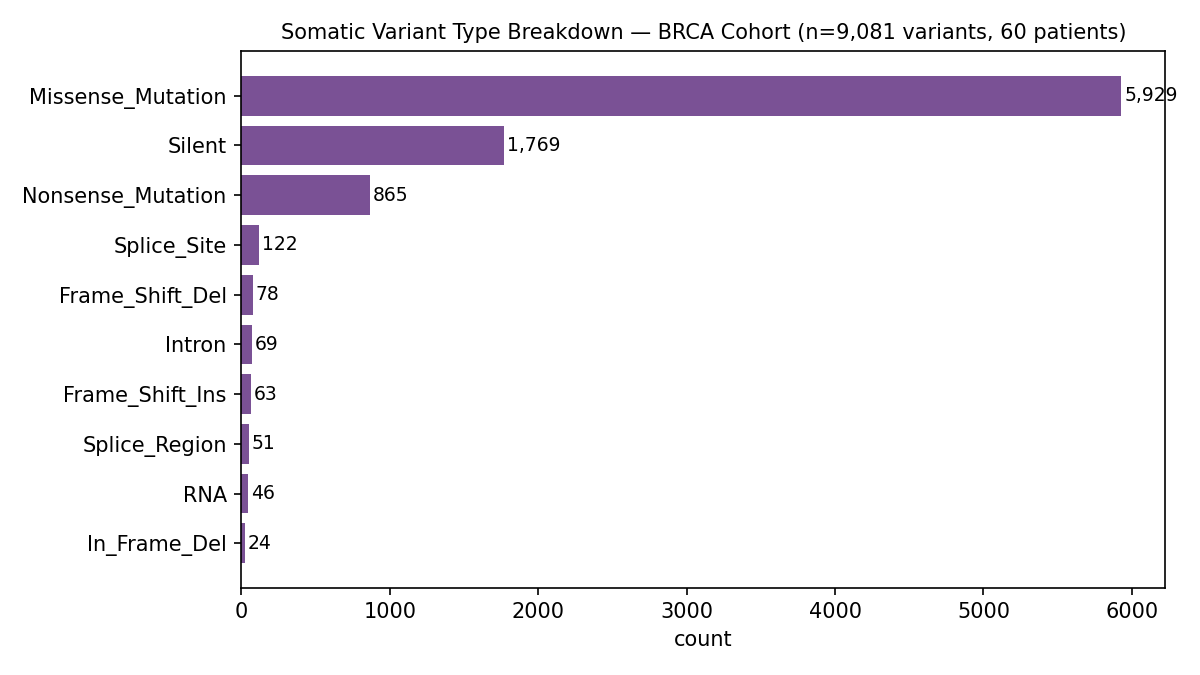 Somatic Variant Type Breakdown — BRCA Cohort (n=9,081 variants, 60 patients)
Missense_Mutation 5,929
Silent 1,769
Nonsense_Mutation 865
Splice_Site 122
Frame_Shift_Del 78
Intron 69
Frame_Shift_Ins 63
Splice_Region 51
RNA 46
In_Frame_Del 24
0 1000 2000 3000 4000 5000 6000
count